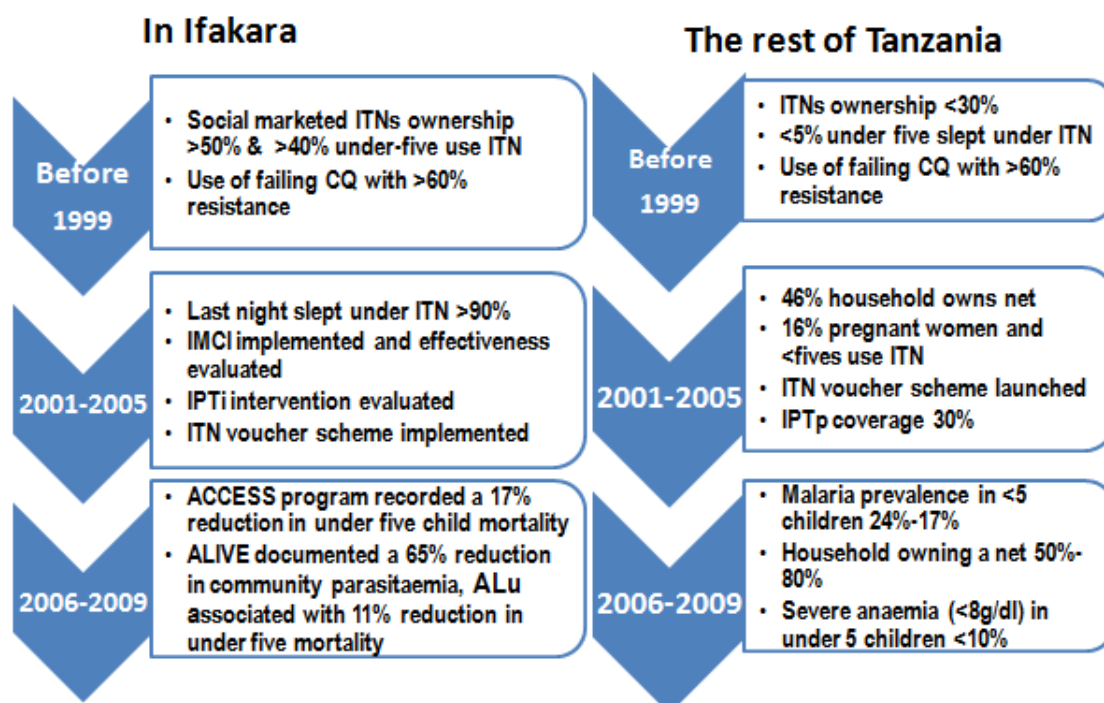 In Ifakara
Before
1999
• Social marketed ITNs ownership
>50% & >40% under-five use ITN
• Use of failing CQ with >60%
resistance
2001-2005
• Last night slept under ITN >90%
• IMCI implemented and effectiveness
evaluated
• IPTi intervention evaluated
• ITN voucher scheme implemented
2006-2009
• ACCESS program recorded a 17%
reduction in under five child mortality
• ALIVE documented a 65% reduction
in community parasitaemia, ALu
associated with 11% reduction in
under five mortality
The rest of Tanzania
Before
1999
• ITNs ownership <30%
• <5% under five slept under ITN
• Use of failing CQ with >60%
resistance
2001-2005
• 46% household owns net
• 16% pregnant women and
<fives use ITN
• ITN voucher scheme launched
• IPTp coverage 30%
2006-2009
• Malaria prevalence in <5
children 24%-17%
• Household owning a net 50%-
80%
• Severe anaemia (<8g/dl) in
under 5 children <10%